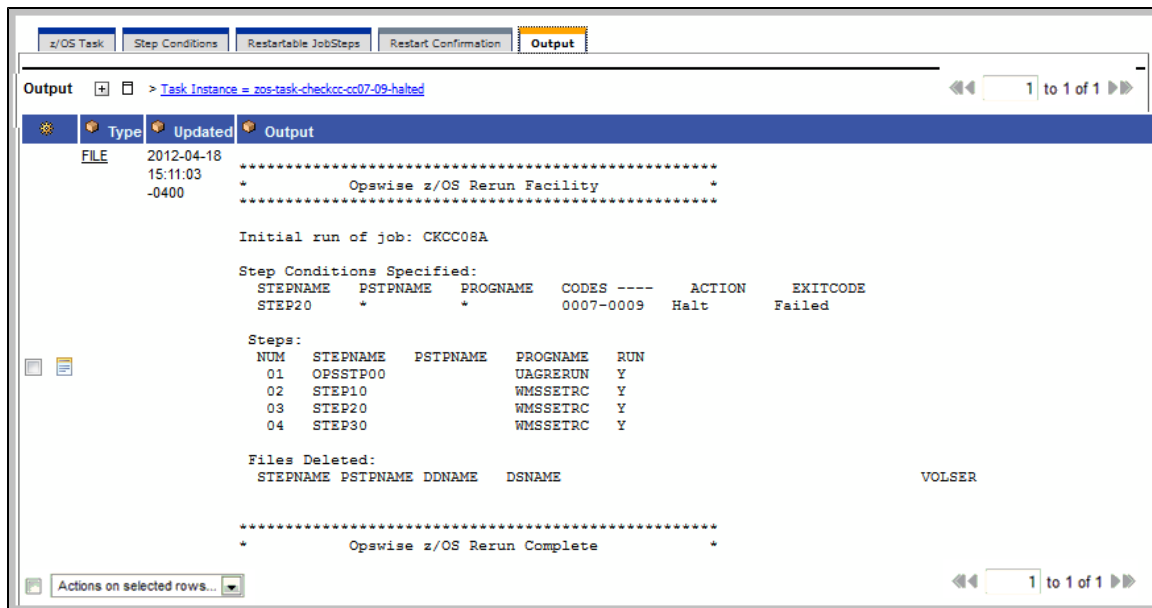 z/OS Task Step Conditions Restartable JobSteps Restart Confirmation Output
Output > Task Instance = zos-task-checkcc-cc07-09-halted 1 to 1 of 1
Type Updated Output
FILE 2012-04-18
15:11:03
-0400
****************************************************
* Opswise z/OS Rerun Facility *
****************************************************
Initial run of job: CKCC08A
Step Conditions Specified:
STEPNAME PSTPNAME PROGNAME CODES ---- ACTION EXITCODE
STEP20 * * 0007-0009 Halt Failed
Steps:
NUM STEPNAME PSTPNAME PROGNAME RUN
01 OPSSTP00 UAGRERUN Y
02 STEP10 WMSSETRC Y
03 STEP20 WMSSETRC Y
04 STEP30 WMSSETRC Y
Files Deleted:
STEPNAME PSTPNAME DDNAME DSNAME VOLSER
****************************************************
* Opswise z/OS Rerun Complete *
Actions on selected rows... 1 to 1 of 1